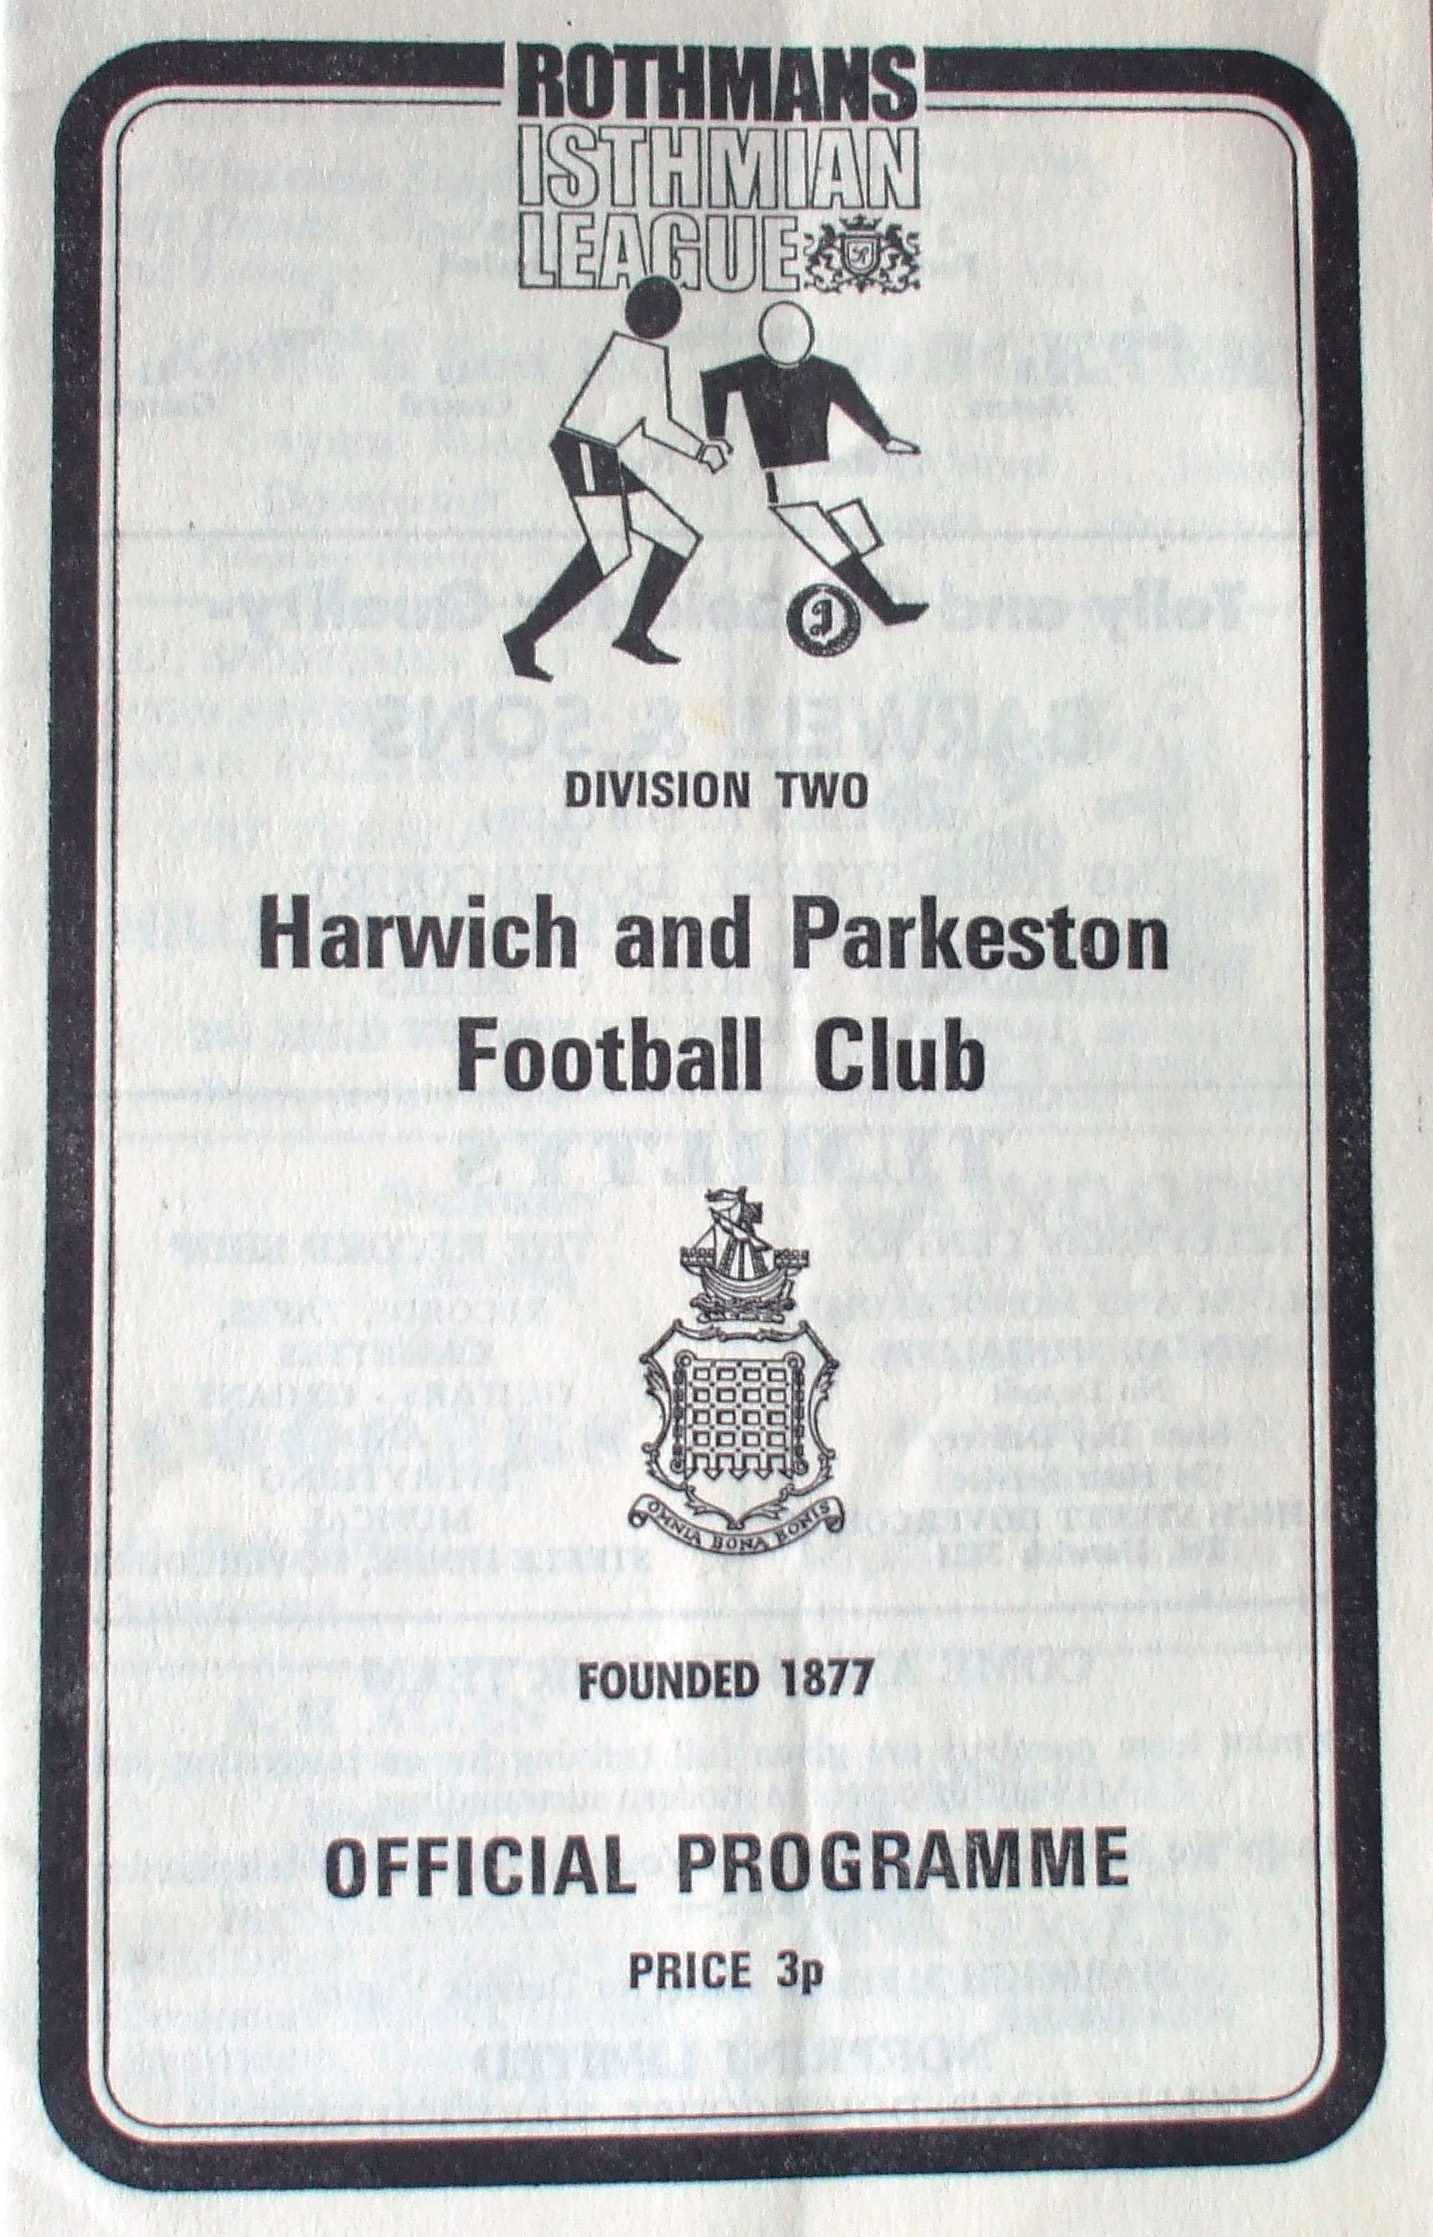 ROTHMANS
ISTHMIAN
LEAGUE
DIVISION TWO
Harwich and Parkeston
Football Club
OMNIA BONA BONIS
FOUNDED 1877
OFFICIAL PROGRAMME
PRICE 3p